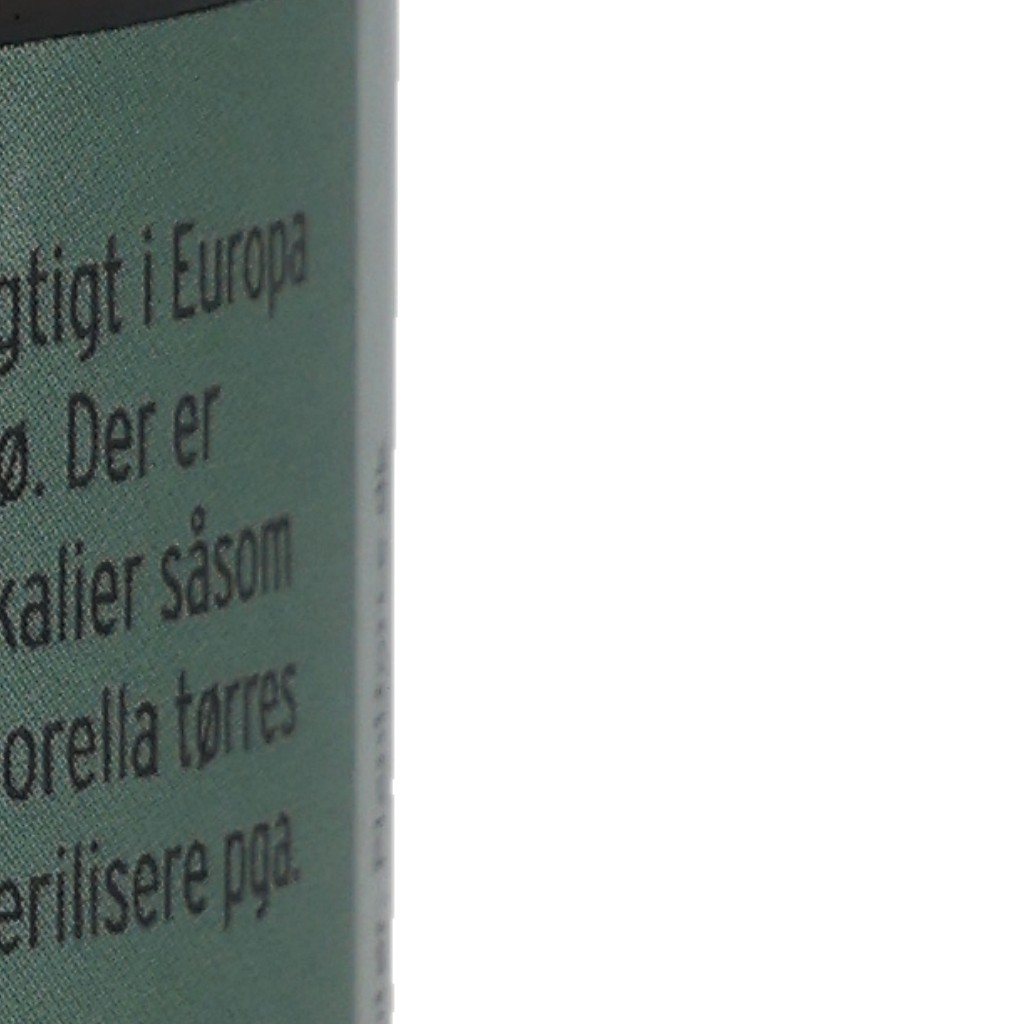 gtigt i Europa
ø. Der er
kalier såsom
orella tørres
erilisere pga.